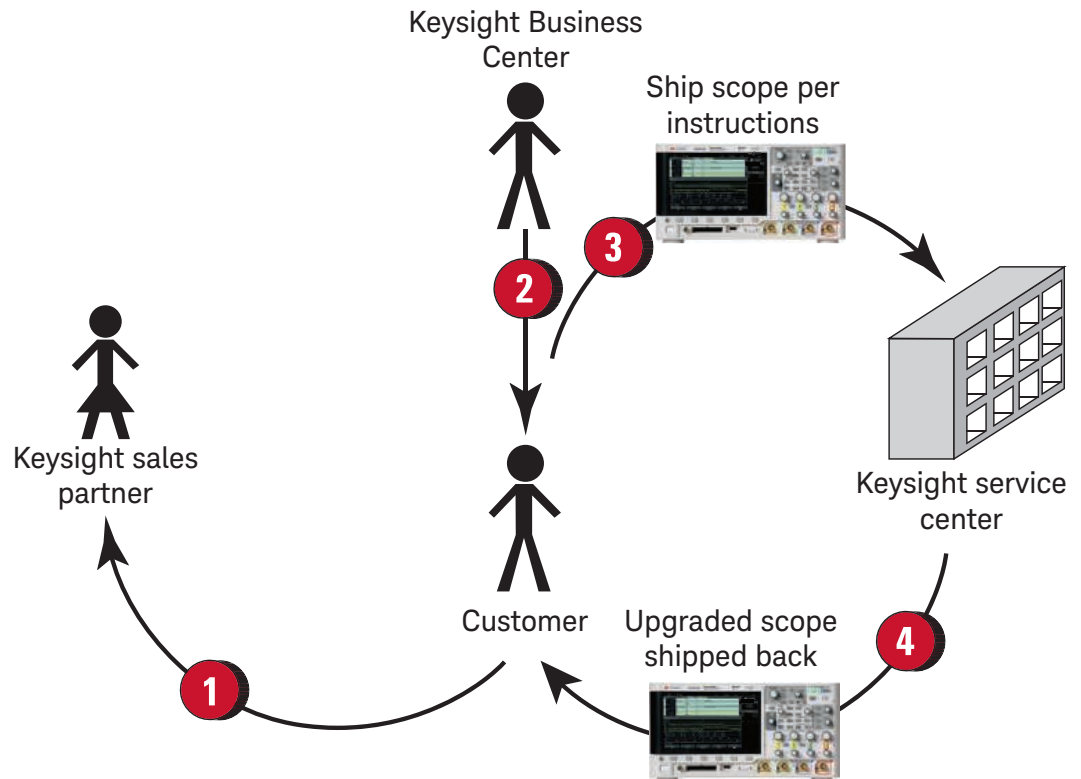 Keysight Business
Center
Ship scope per
instructions
3
2
Keysight sales
partner
Keysight service
center
Customer
Upgraded scope
shipped back
4
1